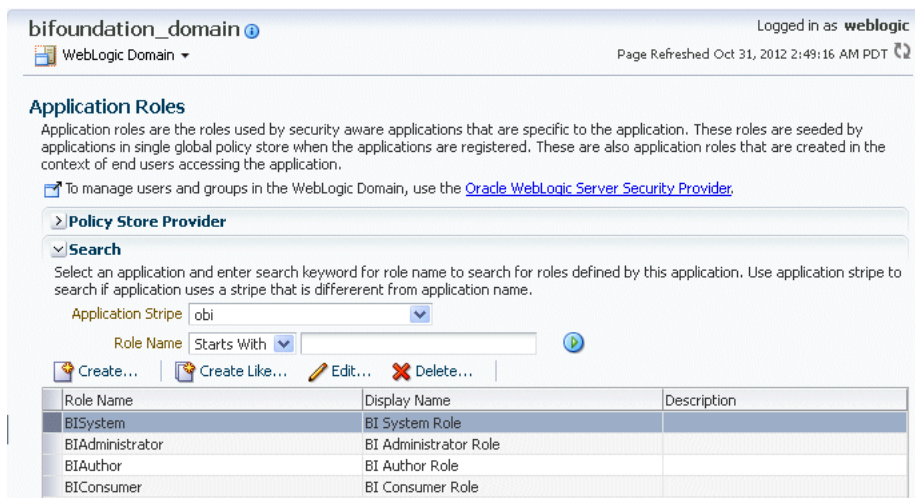 bifoundation_domain
Logged in as weblogic
WebLogic Domain
Page Refreshed Oct 31, 2012 2:49:16 AM PDT
Application Roles
Application roles are the roles used by security aware applications that are specific to the application. These roles are seeded by
applications in single global policy store when the applications are registered. These are also application roles that are created in the
context of end users accessing the application.
To manage users and groups in the WebLogic Domain, use the Oracle WebLogic Server Security Provider.
Policy Store Provider
Search
Select an application and enter search keyword for role name to search for roles defined by this application. Use application stripe to
search if application uses a stripe that is differerent from application name.
Application Stripe obi
Role Name Starts With
Create... Create Like... Edit... Delete...
Role Name Display Name Description
BISystem BI System Role
BIAdministrator BI Administrator Role
BIAuthor BI Author Role
BIConsumer BI Consumer Role